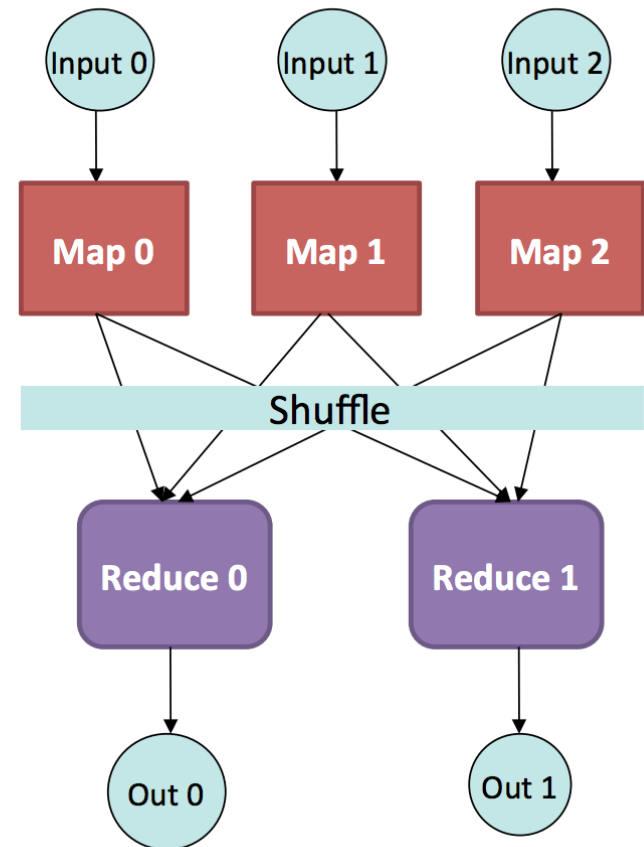 Input 0
Input 1
Input 2
Map 0
Map 1
Map 2
Shuffle
Reduce 0
Reduce 1
Out 0
Out 1